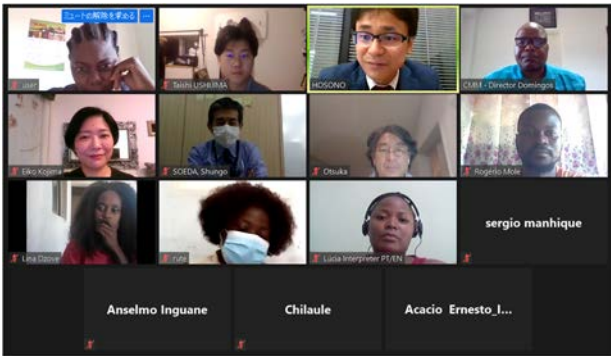 ミュートの解除を求める ...
Taishi USHIJIMA
HOSONO
CMM - Director Domingos
Eiko Kojima
SOEDA, Shungo
Otsuka
Rogério Mole
Lina Dzove
rute
Lúcia Interpreter PT/EN
sergio manhique
Anselmo Inguane
Chilaule
Acacio Ernesto_I...